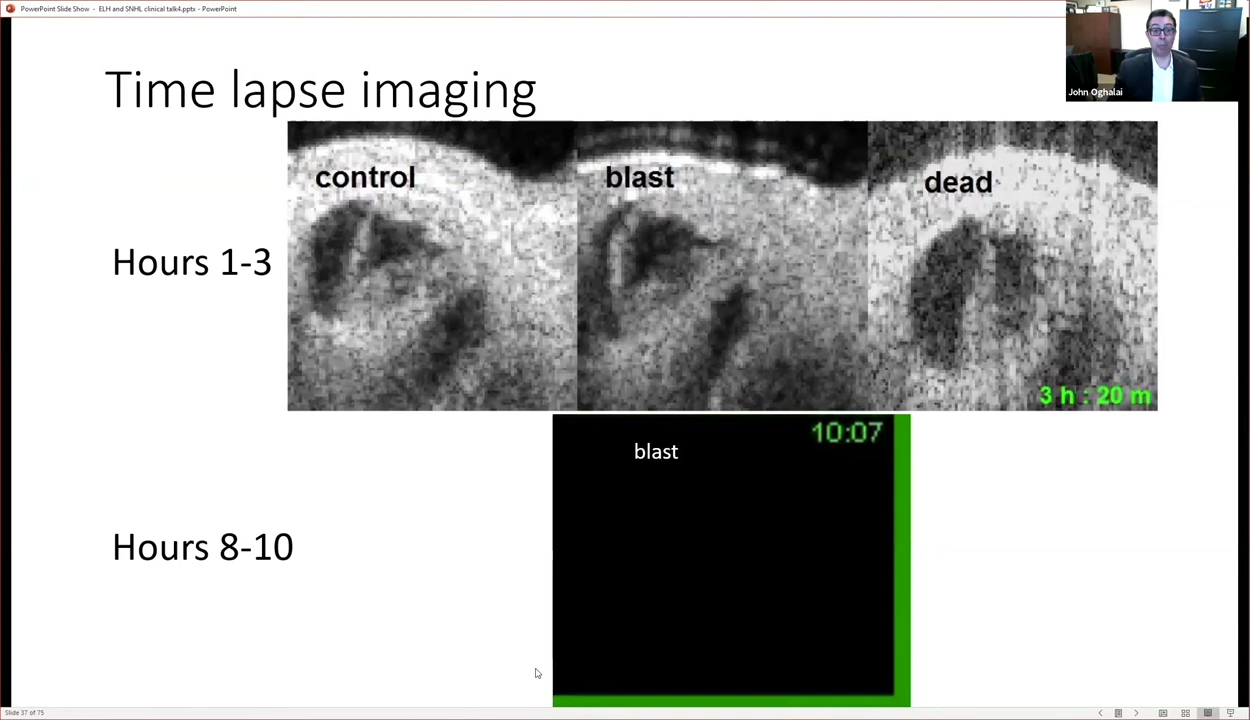 PowerPoint Slide Show - ELH and SNHL clinical talk4.pptx - PowerPoint
John Oghalai
Time lapse imaging
control
blast
dead
Hours 1-3
3 h : 20 m
10:07
blast
Hours 8-10
Slide 37 of 75